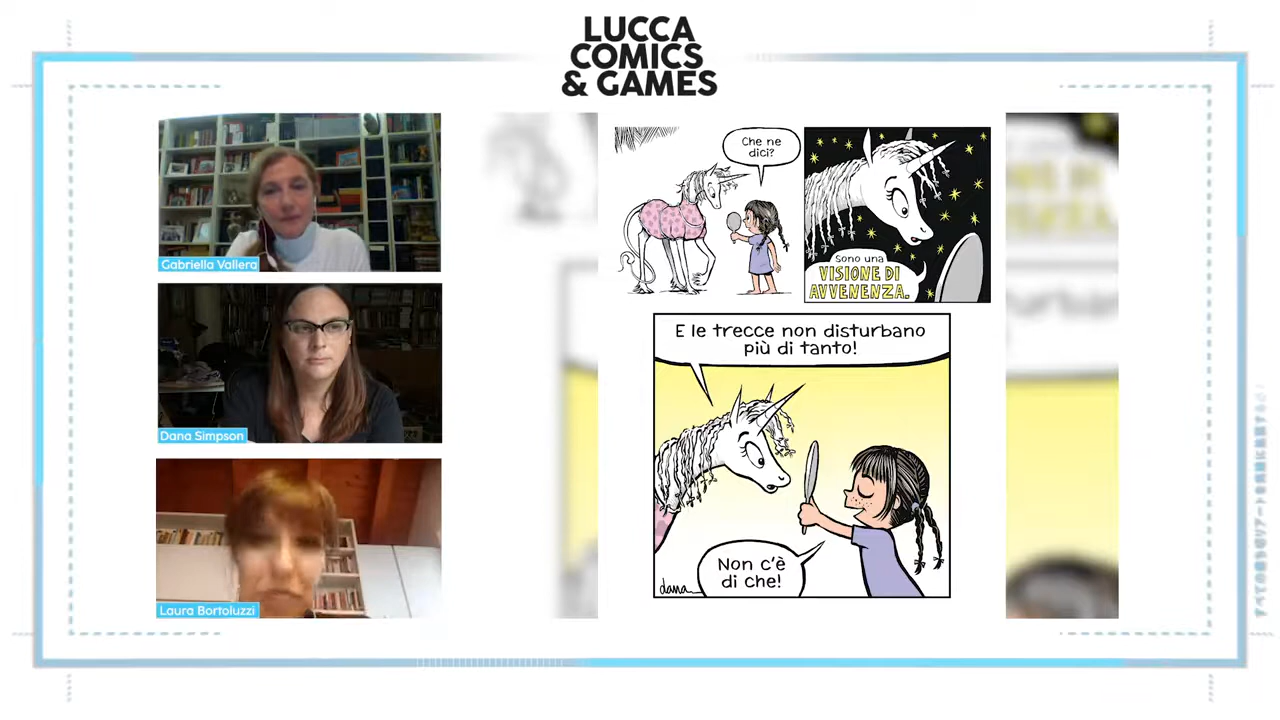 LUCCA
COMICS
& GAMES
Gabriella Vallera
Dana Simpson
Laura Bortoluzzi
Che ne
dici?
Sono una
VISIONE DI
AVVENENZA.
E le trecce non disturbano
più di tanto!
Non c'è
di che!
dana